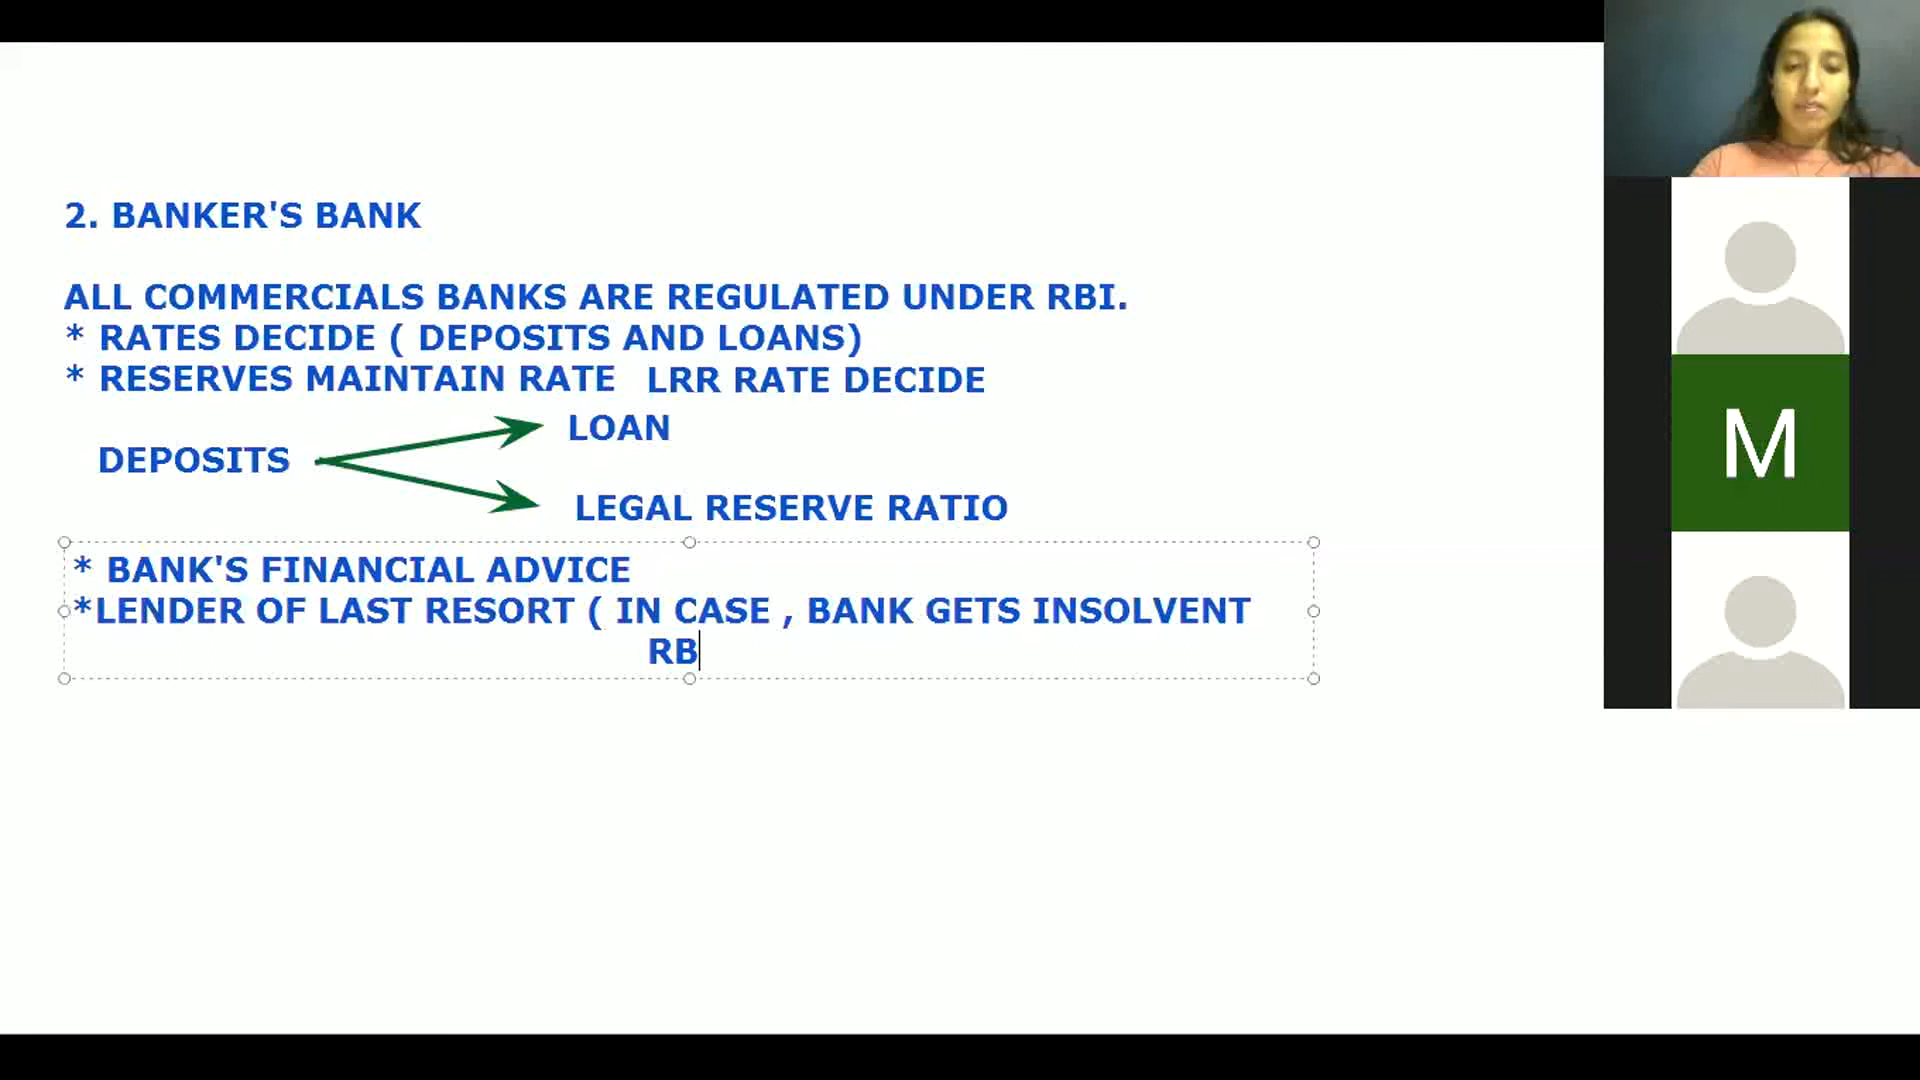 2. BANKER'S BANK
ALL COMMERCIALS BANKS ARE REGULATED UNDER RBI.
* RATES DECIDE ( DEPOSITS AND LOANS)
* RESERVES MAINTAIN RATE LRR RATE DECIDE
LOAN
DEPOSITS
LEGAL RESERVE RATIO
* BANK'S FINANCIAL ADVICE
*LENDER OF LAST RESORT ( IN CASE , BANK GETS INSOLVENT
RB
M